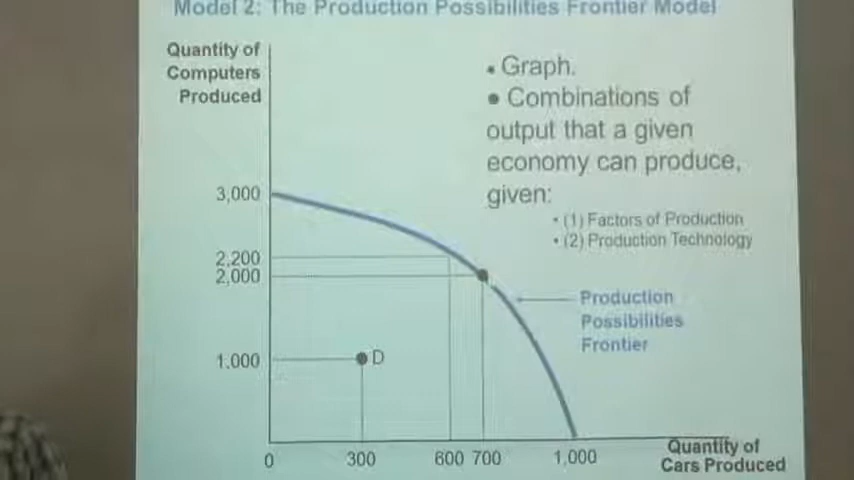 Model 2: The Production Possibilities Frontier Model
Quantity of
Computers
Produced
• Graph.
• Combinations of
output that a given
economy can produce,
given:
• (1) Factors of Production
• (2) Production Technology
3,000
2,200
2,000
Production
Possibilities
Frontier
1,000
D
0
300
600
700
1,000
Quantity of
Cars Produced